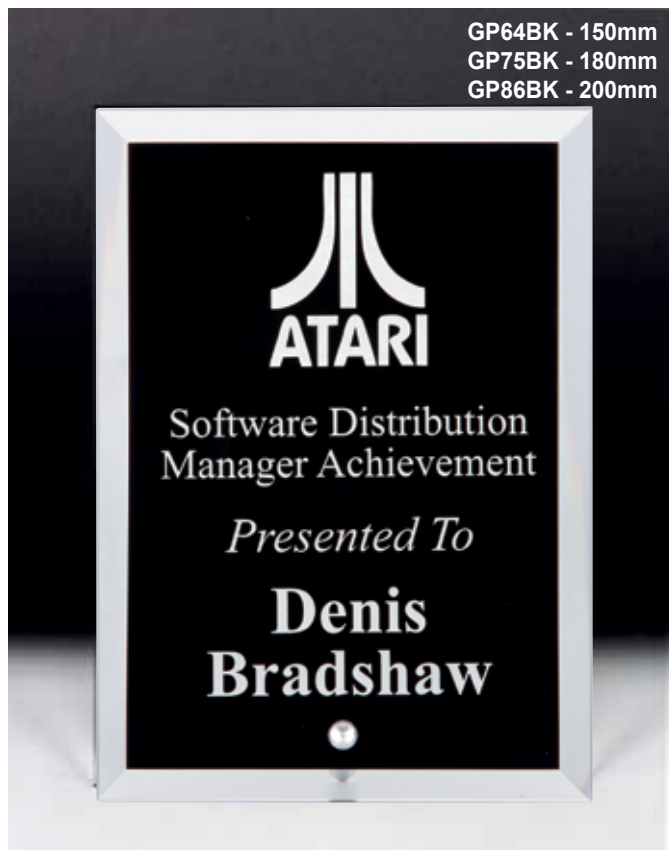 GP64BK - 150mm
GP75BK - 180mm
GP86BK - 200mm
ATARI
Software Distribution
Manager Achievement
Presented To
Denis
Bradshaw